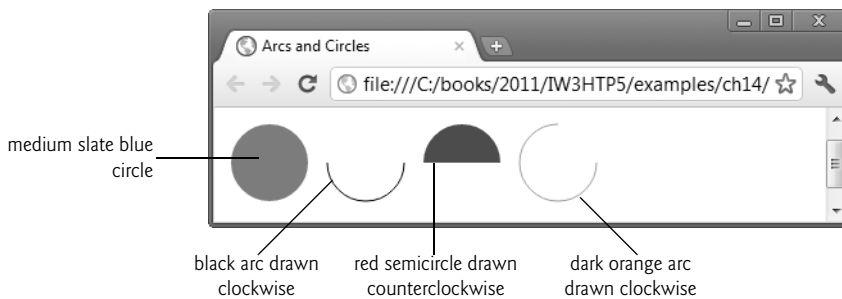 Arcs and Circles
file:///C:/books/2011/IW3HTP5/examples/ch14/
medium slate blue
circle
black arc drawn
clockwise
red semicircle drawn
counterclockwise
dark orange arc
drawn clockwise